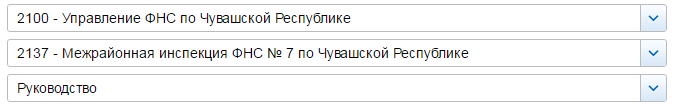 2100 - Управление ФНС по Чувашской Республике
2137 - Межрайонная инспекция ФНС № 7 по Чувашской Республике
Руководство